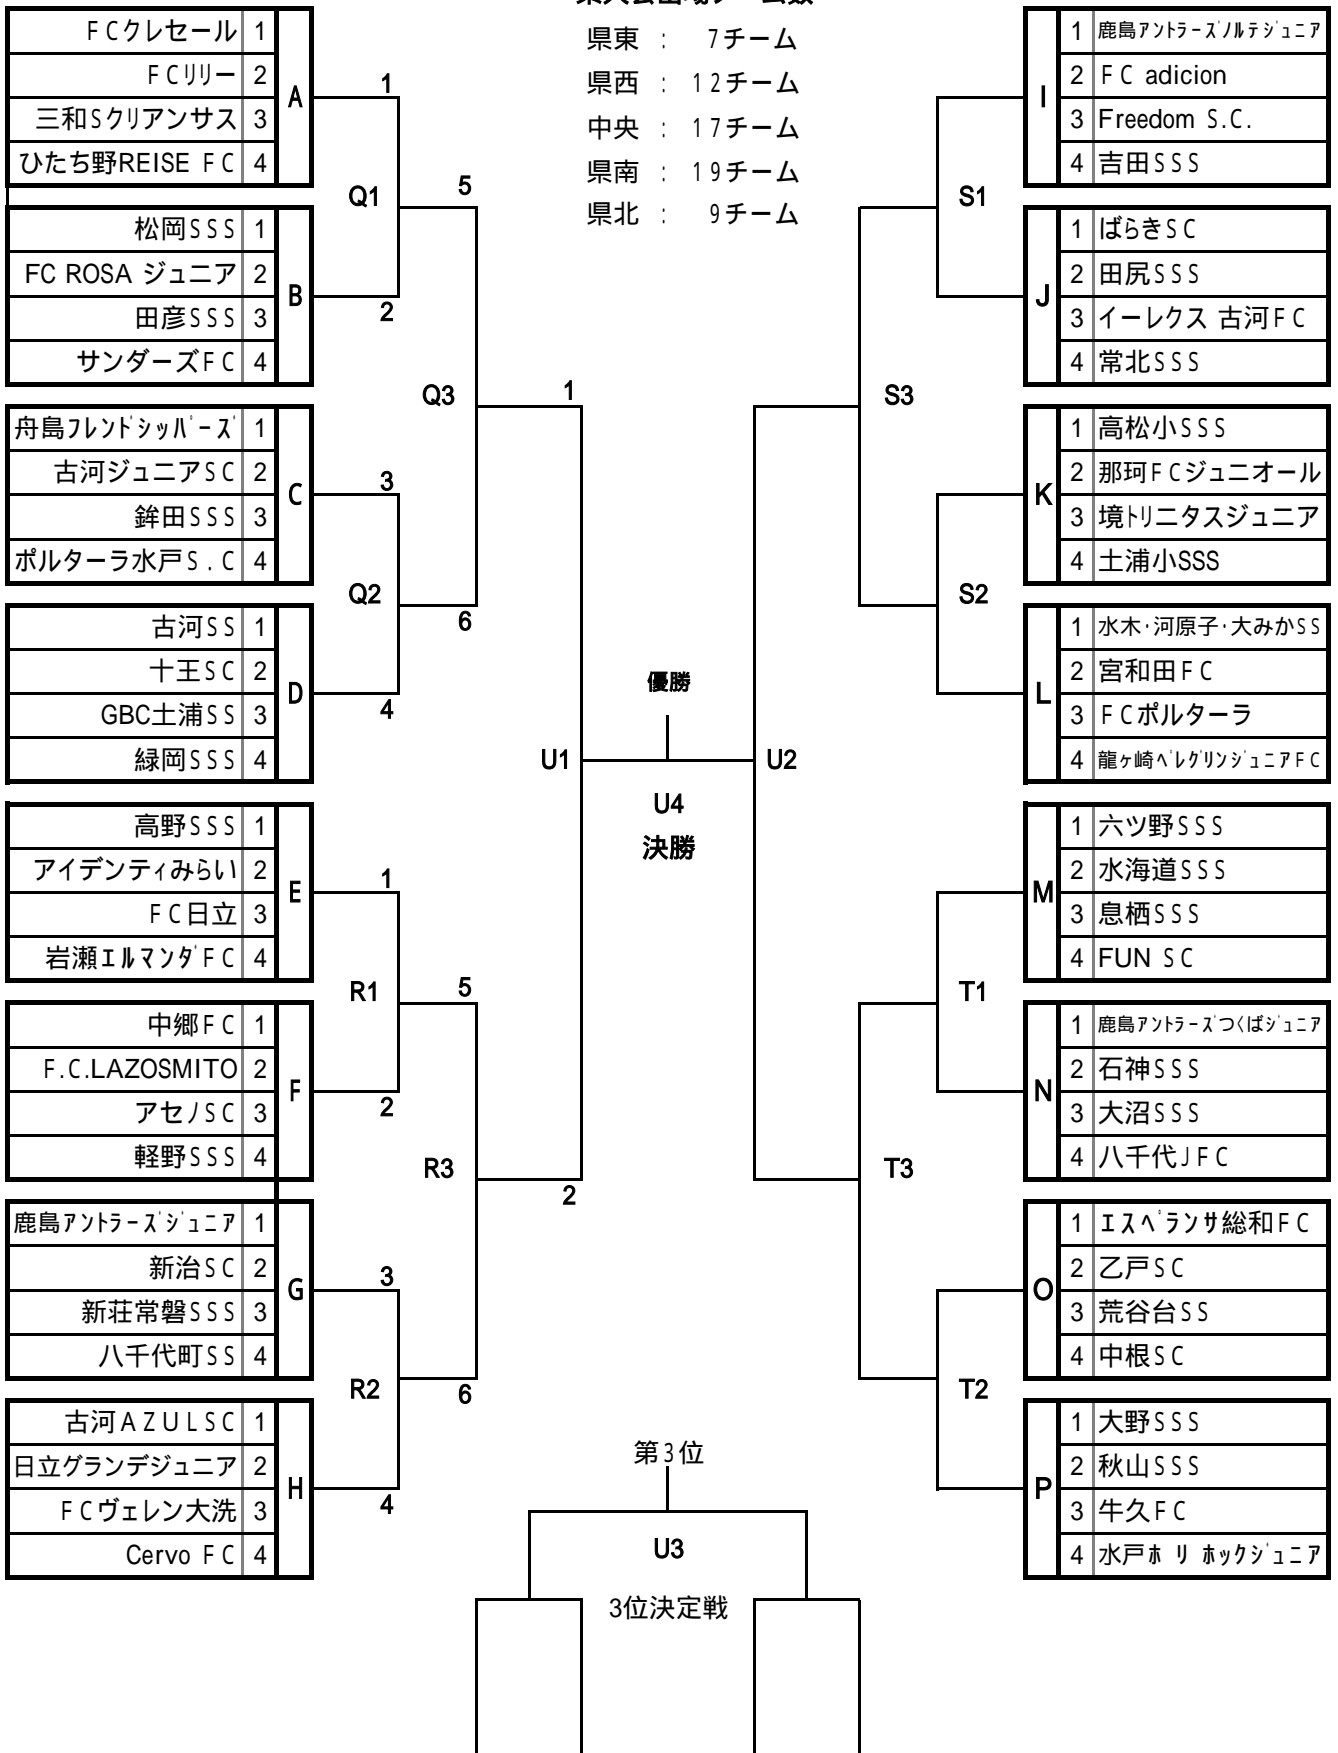 県東 : 7チーム
県西 : 12チーム
中央 : 17チーム
県南 : 19チーム
県北 : 9チーム
A
FCクレセール 1
FCリリー 2
三和Sクリアンサス 3
ひたち野REISE FC 4
B
松岡SSS 1
FC ROSA ジュニア 2
田彦SSS 3
サンダーズFC 4
C
舟島フレンドシッパーズ 1
古河ジュニアSC 2
鉾田SSS 3
ポルターラ水戸S.C 4
D
古河SS 1
十王SC 2
GBC土浦SS 3
緑岡SSS 4
E
高野SSS 1
アイデンティみらい 2
FC日立 3
岩瀬エルマンダFC 4
F
中郷FC 1
F.C.LAZOSMITO 2
アセノSC 3
軽野SSS 4
G
鹿島アントラーズジュニア 1
新治SC 2
新荘常磐SSS 3
八千代町SS 4
H
古河AZULSC 1
日立グランデジュニア 2
FCヴェレン大洗 3
Cervo FC 4
1
Q1
2
5
3
Q2
4
6
Q3
1
1
R1
2
5
3
R2
4
6
R3
2
U1
優勝
U4
決勝
U2
第3位
U3
3位決定戦
S1
S3
S2
T1
T3
T2
I
1 鹿島アントラーズノルテジュニア
2 FC adicion
3 Freedom S.C.
4 吉田SSS
J
1 ばらきSC
2 田尻SSS
3 イーレクス 古河FC
4 常北SSS
K
1 高松小SSS
2 那珂FCジュニオール
3 境トリニタスジュニア
4 土浦小SSS
L
1 水木・河原子・大みかSS
2 宮和田FC
3 FCポルターラ
4 龍ヶ崎ペレグリンジュニアFC
M
1 六ツ野SSS
2 水海道SSS
3 息栖SSS
4 FUN SC
N
1 鹿島アントラーズつくばジュニア
2 石神SSS
3 大沼SSS
4 八千代JFC
O
1 エスペランサ総和FC
2 乙戸SC
3 荒谷台SS
4 中根SC
P
1 大野SSS
2 秋山SSS
3 牛久FC
4 水戸ホリホックジュニア